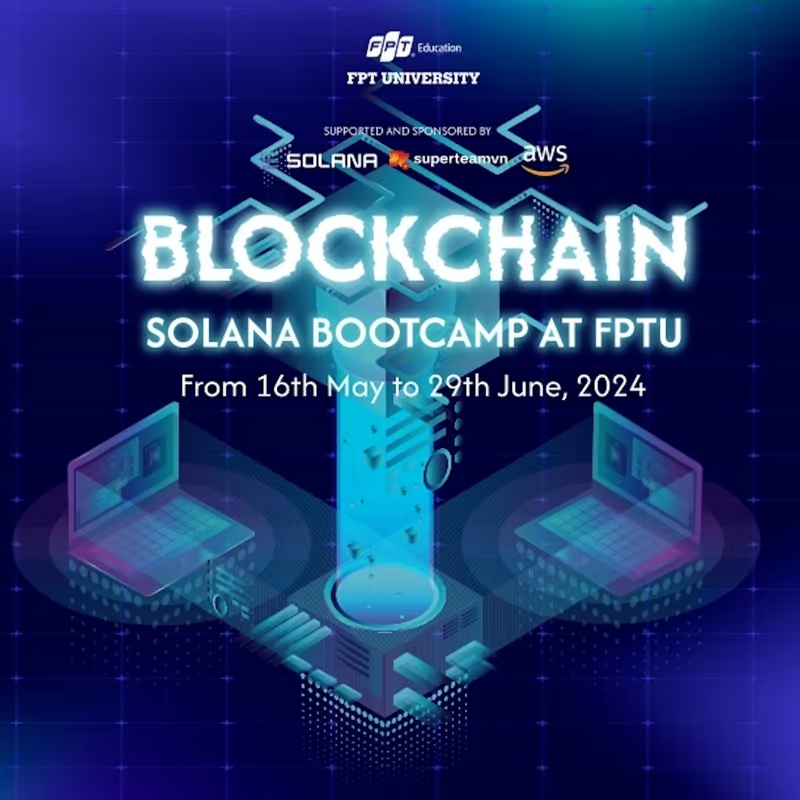 FPT Education
FPT UNIVERSITY
SUPPORTED AND SPONSORED BY
SOLANA superteamvn aws
BLOCKCHAIN
SOLANA BOOTCAMP AT FPTU
From 16th May to 29th June, 2024